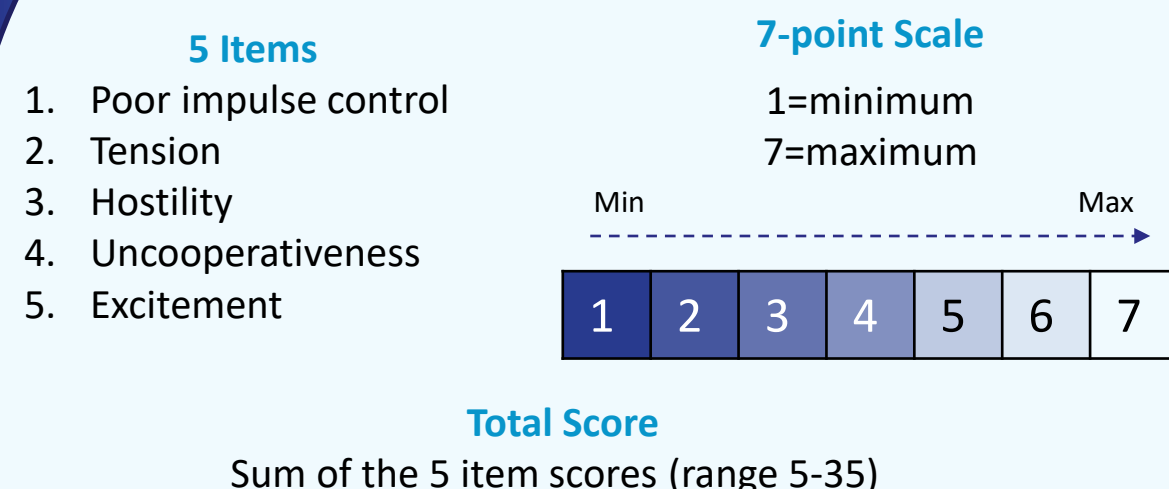 5 Items
1. Poor impulse control
2. Tension
3. Hostility
4. Uncooperativeness
5. Excitement
7-point Scale
1=minimum
7=maximum
Min Max
1 2 3 4 5 6 7
Total Score
Sum of the 5 item scores (range 5-35)